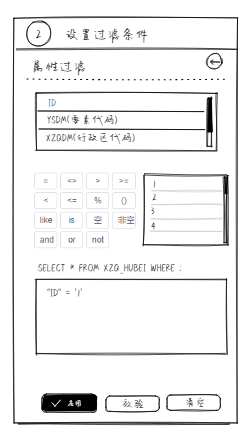 2 设置过滤条件
属性过滤
ID
YSDM(要素代码)
XZQDM(行政区代码)
= <> > >=
< <= % ()
like is 空 非空
and or not
1
2
3
4
SELECT * FROM XZQ_HUBEI WHERE :
"ID" = '1'
✓ 应用 校验 清空